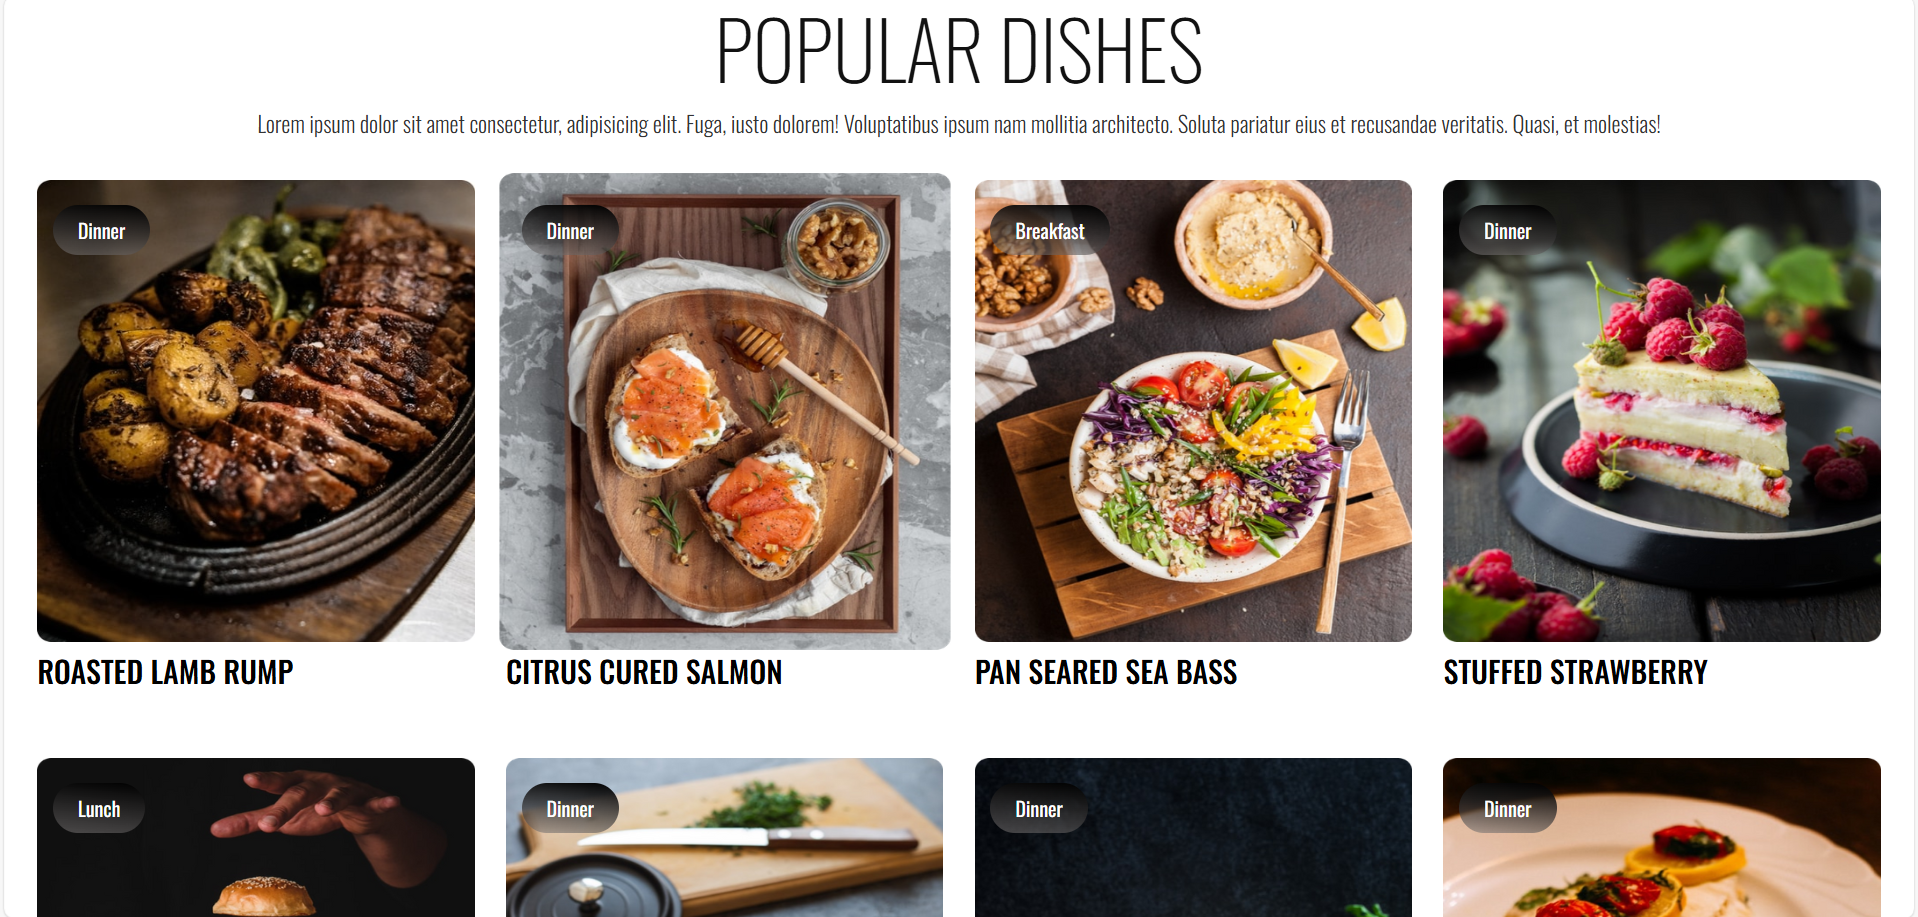 POPULAR DISHES
Lorem ipsum dolor sit amet consectetur, adipisicing elit. Fuga, iusto dolorem! Voluptatibus ipsum nam mollitia architecto. Soluta pariatur eius et recusandae veritatis. Quasi, et molestias!
Dinner
Dinner
Breakfast
Dinner
ROASTED LAMB RUMP
CITRUS CURED SALMON
PAN SEARED SEA BASS
STUFFED STRAWBERRY
Lunch
Dinner
Dinner
Dinner